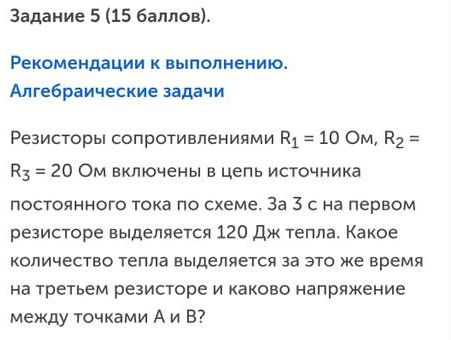 Задание 5 (15 баллов).
Рекомендации к выполнению.
Алгебраические задачи
Резисторы сопротивлениями R₁ = 10 Ом, R₂ =
R₃ = 20 Ом включены в цепь источника
постоянного тока по схеме. За 3 с на первом
резисторе выделяется 120 Дж тепла. Какое
количество тепла выделяется за это же время
на третьем резисторе и каково напряжение
между точками А и В?